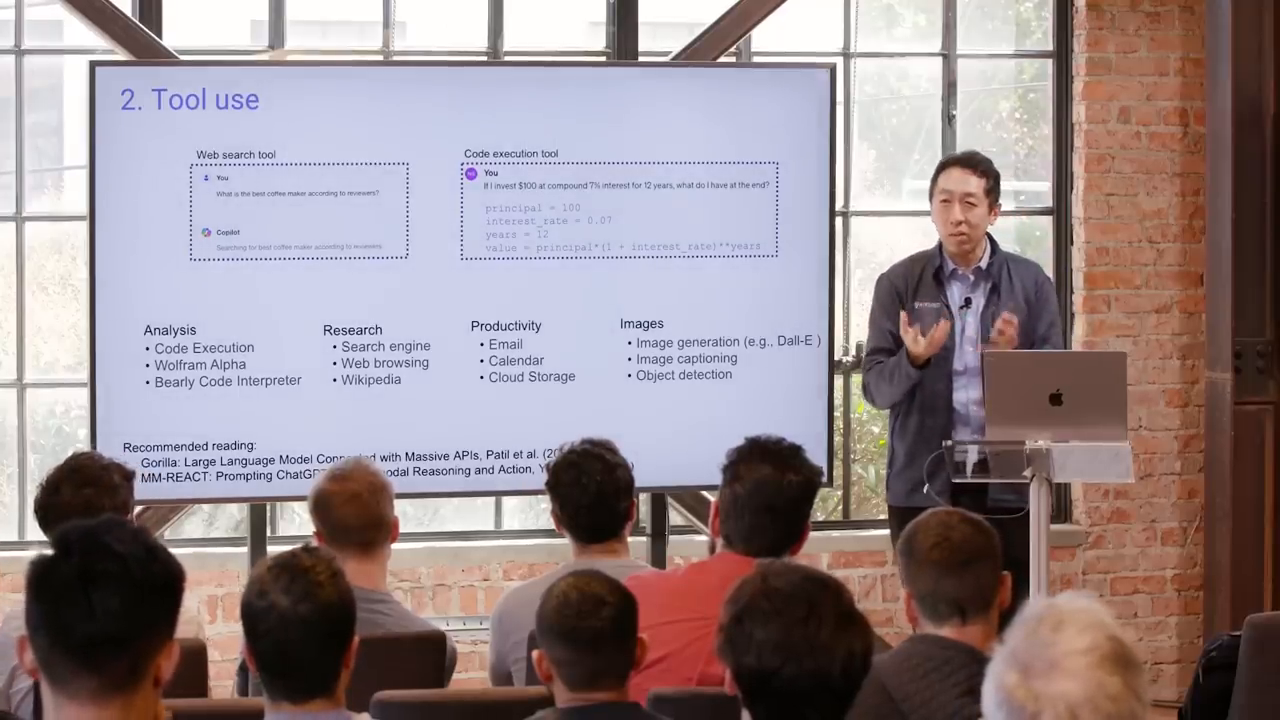 2. Tool use
Web search tool
You
What is the best coffee maker according to reviewers?
Copilot
Searching for best coffee maker according to reviewers
Code execution tool
You
If I invest $100 at compound 7% interest for 12 years, what do I have at the end?
principal = 100
interest_rate = 0.07
years = 12
value = principal*(1 + interest_rate)**years
Analysis
• Code Execution
• Wolfram Alpha
• Bearly Code Interpreter
Research
• Search engine
• Web browsing
• Wikipedia
Productivity
• Email
• Calendar
• Cloud Storage
Images
• Image generation (e.g., Dall-E )
• Image captioning
• Object detection
Recommended reading:
Gorilla: Large Language Model Connected with Massive APIs, Patil et al.
MM-REACT: Prompting Reasoning and Action,